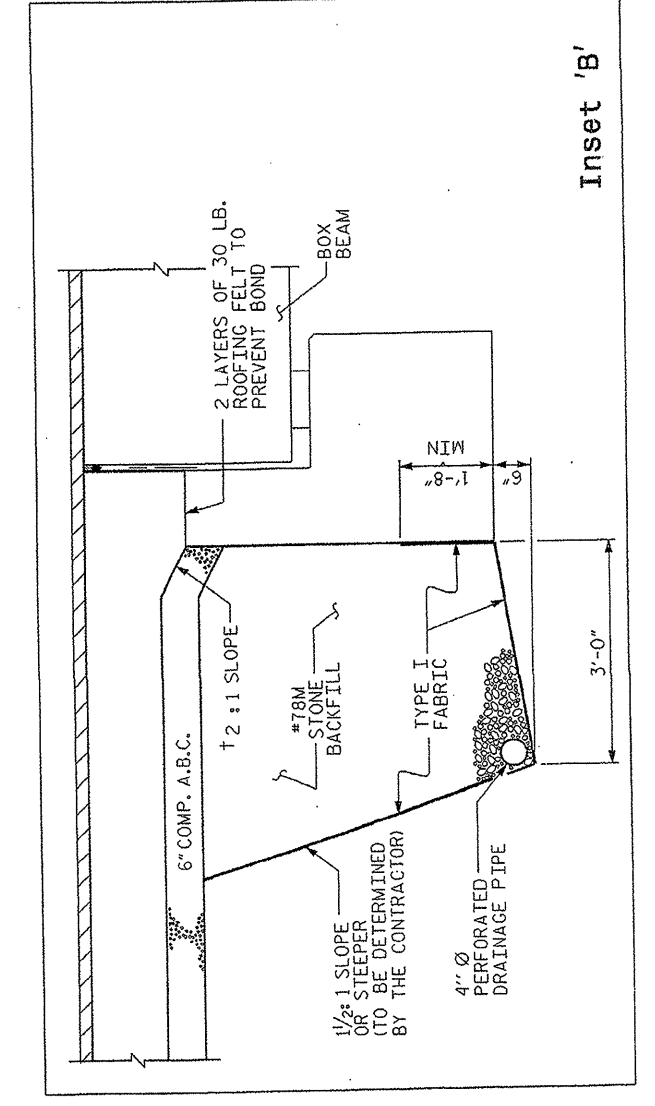 2 LAYERS OF 30 LB.
ROOFING FELT TO
PREVENT BOND
BOX
BEAM
6" COMP. A.B.C.
†2 : 1 SLOPE
#78M
STONE
BACKFILL
TYPE I
FABRIC
1'-8"
MIN
6"
3'-0"
1 1/2: 1 SLOPE
OR STEEPER
(TO BE DETERMINED
BY THE CONTRACTOR)
4'' Ø
PERFORATED
DRAINAGE PIPE
Inset 'B'